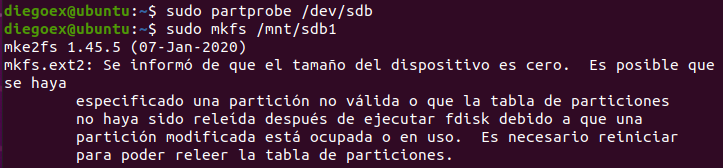 diegoex@ubuntu:~$ sudo partprobe /dev/sdb
diegoex@ubuntu:~$ sudo mkfs /mnt/sdb1
mke2fs 1.45.5 (07-Jan-2020)
mkfs.ext2: Se informó de que el tamaño del dispositivo es cero.  Es posible que
se haya
        especificado una partición no válida o que la tabla de particiones
        no haya sido releída después de ejecutar fdisk debido a que una
        partición modificada está ocupada o en uso.  Es necesario reiniciar
        para poder releer la tabla de particiones.